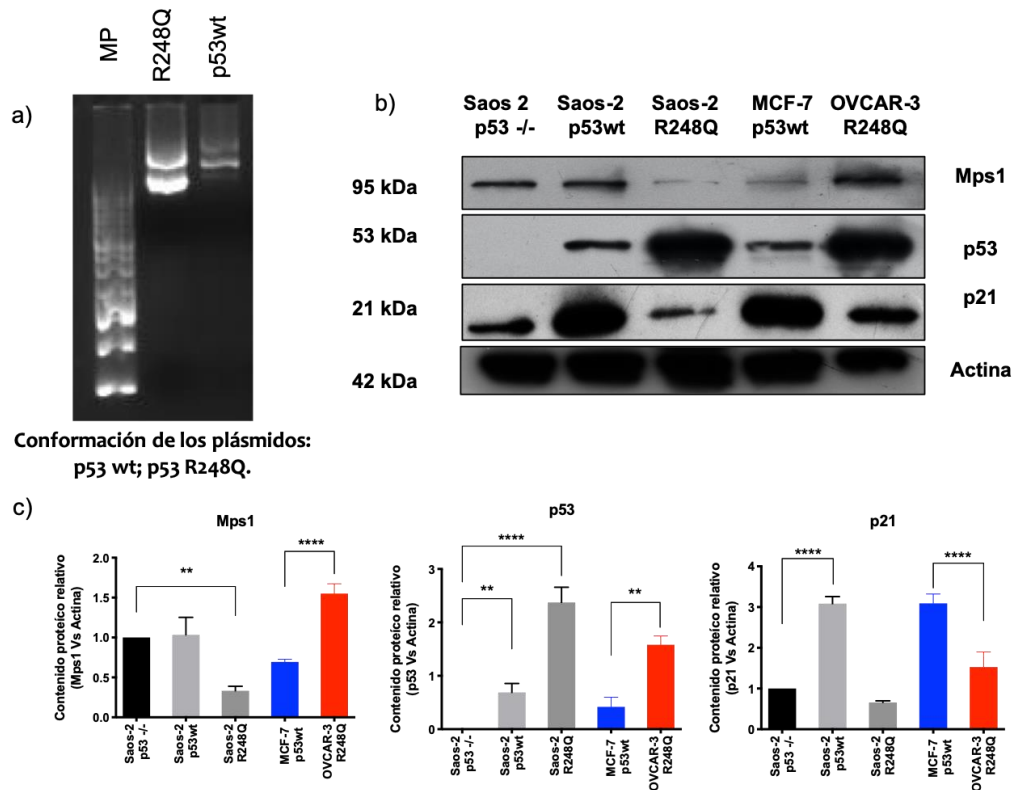 a)
MP
R248Q
p53wt
Conformación de los plásmidos:
p53 wt; p53 R248Q.
b)
Saos 2 Saos-2 Saos-2 MCF-7 OVCAR-3
p53 -/- p53wt R248Q p53wt R248Q
95 kDa Mps1
53 kDa p53
21 kDa p21
42 kDa Actina
c)
Mps1
Contenido proteíco relativo
(Mps1 Vs Actina)
2.0
1.5
1.0
0.5
0.0
**
****
Saos-2
p53 -/-
Saos-2
p53wt
Saos-2
R248Q
MCF-7
p53wt
OVCAR-3
R248Q
p53
Contenido proteíco relativo
(p53 Vs Actina)
3
2
1
0
****
**
**
Saos-2
p53 -/-
Saos-2
p53wt
Saos-2
R248Q
MCF-7
p53wt
OVCAR-3
R248Q
p21
Contenido proteíco relativo
(p21 Vs Actina)
4
3
2
1
0
****
****
Saos-2
p53 -/-
Saos-2
p53wt
Saos-2
R248Q
MCF-7
p53wt
OVCAR-3
R248Q